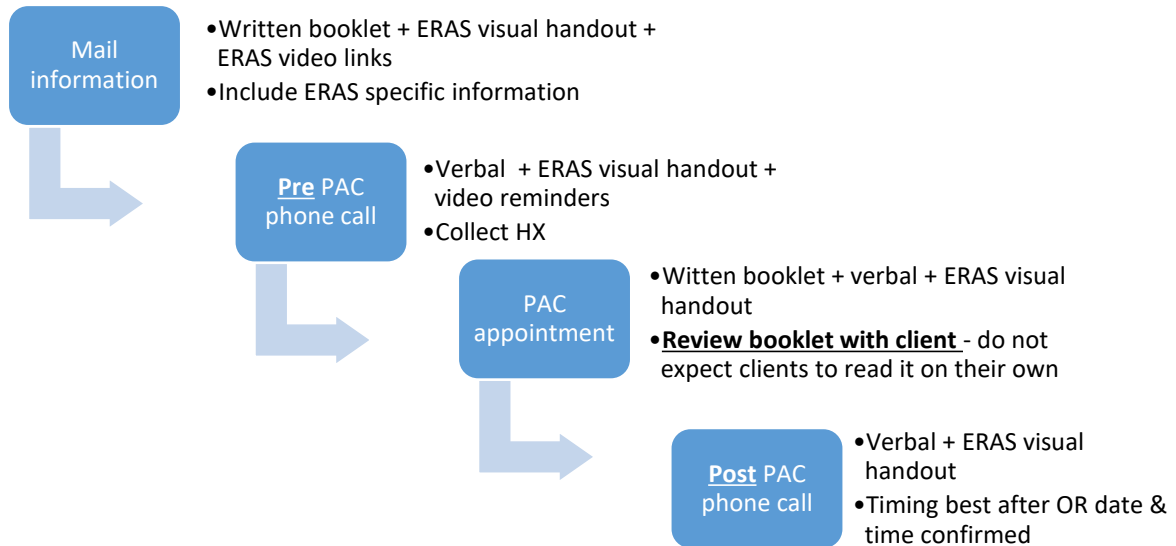 Mail
information
•Written booklet + ERAS visual handout +
ERAS video links
•Include ERAS specific information
Pre PAC
phone call
•Verbal + ERAS visual handout +
video reminders
•Collect HX
PAC
appointment
•Witten booklet + verbal + ERAS visual
handout
•Review booklet with client - do not
expect clients to read it on their own
Post PAC
phone call
•Verbal + ERAS visual
handout
•Timing best after OR date &
time confirmed